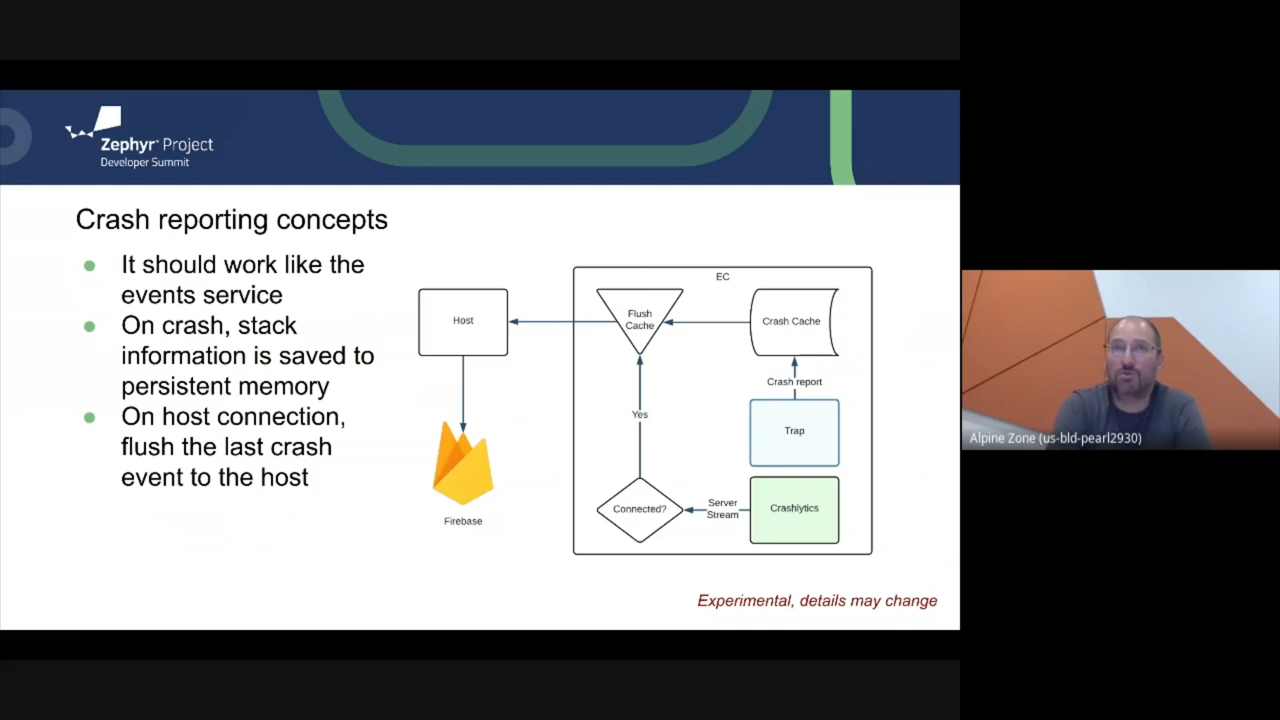 Zephyr® Project
Developer Summit
Crash reporting concepts
It should work like the
events service
On crash, stack
information is saved to
persistent memory
On host connection,
flush the last crash
event to the host
EC
Host
Flush
Cache
Crash Cache
Crash report
Yes
Trap
Connected?
Server
Stream
Crashlytics
Firebase
Experimental, details may change
Alpine Zone (us-bld-pearl2930)